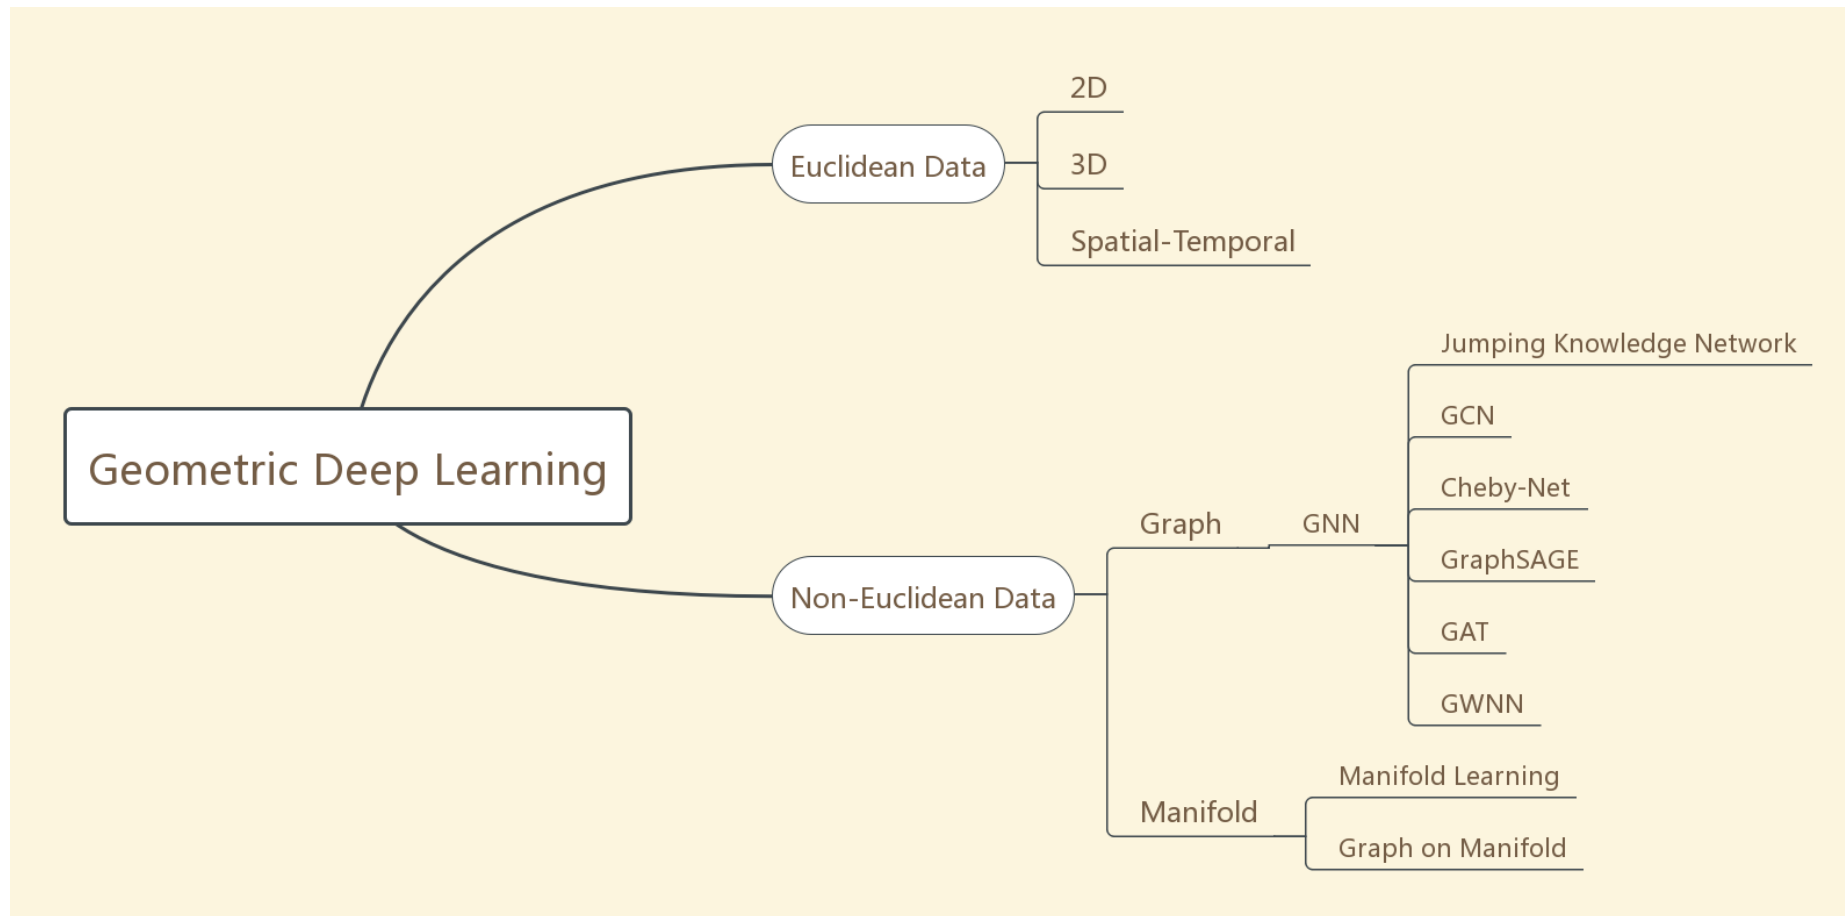 Geometric Deep Learning
Euclidean Data
2D
3D
Spatial-Temporal
Non-Euclidean Data
Graph
GNN
Jumping Knowledge Network
GCN
Cheby-Net
GraphSAGE
GAT
GWNN
Manifold
Manifold Learning
Graph on Manifold